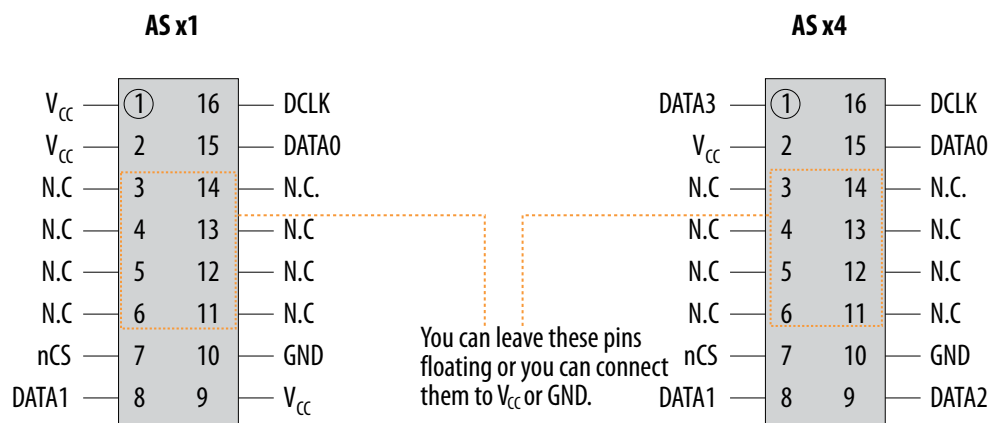 AS x1
AS x4
V_CC 1 16 DCLK
V_CC 2 15 DATA0
N.C 3 14 N.C.
N.C 4 13 N.C
N.C 5 12 N.C
N.C 6 11 N.C
nCS 7 10 GND
DATA1 8 9 V_CC
You can leave these pins
floating or you can connect
them to V_CC or GND.
DATA3 1 16 DCLK
V_CC 2 15 DATA0
N.C 3 14 N.C.
N.C 4 13 N.C
N.C 5 12 N.C
N.C 6 11 N.C
nCS 7 10 GND
DATA1 8 9 DATA2